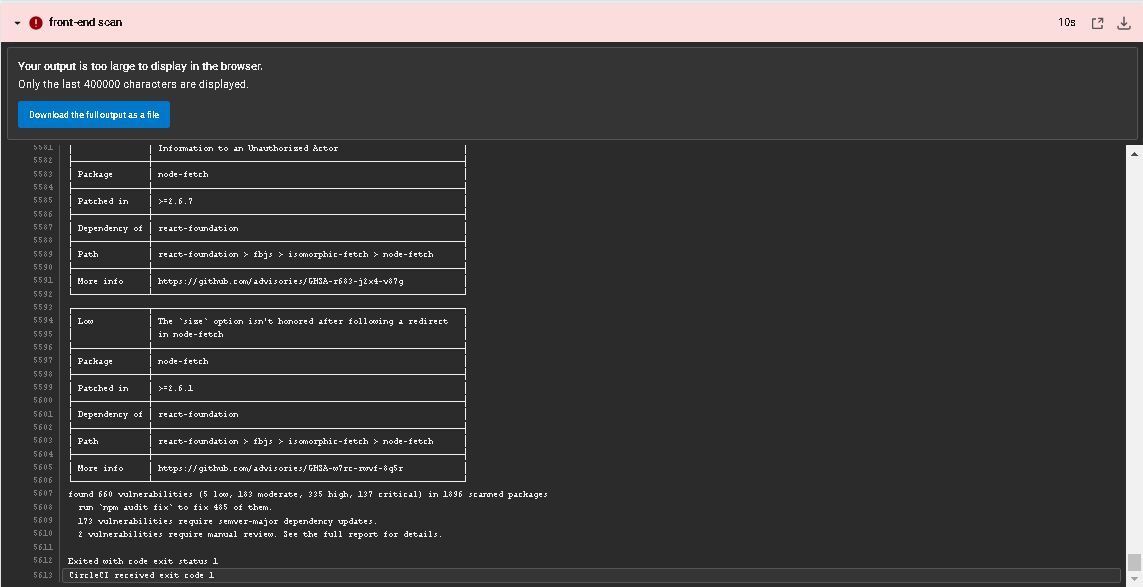 front-end scan
10s
Your output is too large to display in the browser.
Only the last 400000 characters are displayed.
Download the full output as a file
5581 Information to an Unauthorized Actor
5582
5583 Package node-fetch
5584
5585 Patched in >=2.6.7
5586
5587 Dependency of react-foundation
5588
5589 Path react-foundation > fbjs > isomorphic-fetch > node-fetch
5590
5591 More info https://github.com/advisories/GHSA-r683-j2x4-v87g
5592
5593
5594 Low The `size` option isn't honored after following a redirect
5595 in node-fetch
5596
5597 Package node-fetch
5598
5599 Patched in >=2.6.1
5600
5601 Dependency of react-foundation
5602
5603 Path react-foundation > fbjs > isomorphic-fetch > node-fetch
5604
5605 More info https://github.com/advisories/GHSA-w7rc-rwvf-8q5r
5606
5607 found 660 vulnerabilities (5 low, 183 moderate, 335 high, 137 critical) in 1896 scanned packages
5608 run `npm audit fix` to fix 485 of them.
5609 173 vulnerabilities require semver-major dependency updates.
5610 2 vulnerabilities require manual review. See the full report for details.
5611
5612 Exited with code exit status 1
5613 CircleCI received exit code 1